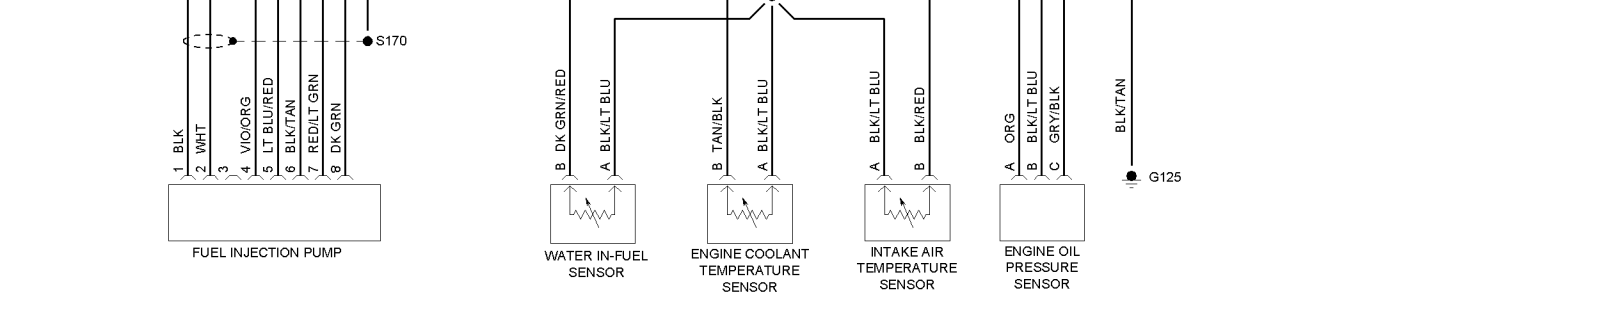 S170
BLK
WHT
VIO/ORG
LT BLU/RED
BLK/TAN
RED/LT GRN
DK GRN
1
2
3
4
5
6
7
8
FUEL INJECTION PUMP
B DK GRN/RED
A BLK/LT BLU
WATER IN-FUEL
SENSOR
B TAN/BLK
A BLK/LT BLU
ENGINE COOLANT
TEMPERATURE
SENSOR
A BLK/LT BLU
B BLK/RED
INTAKE AIR
TEMPERATURE
SENSOR
A ORG
B BLK/LT BLU
C GRY/BLK
ENGINE OIL
PRESSURE
SENSOR
BLK/TAN
G125